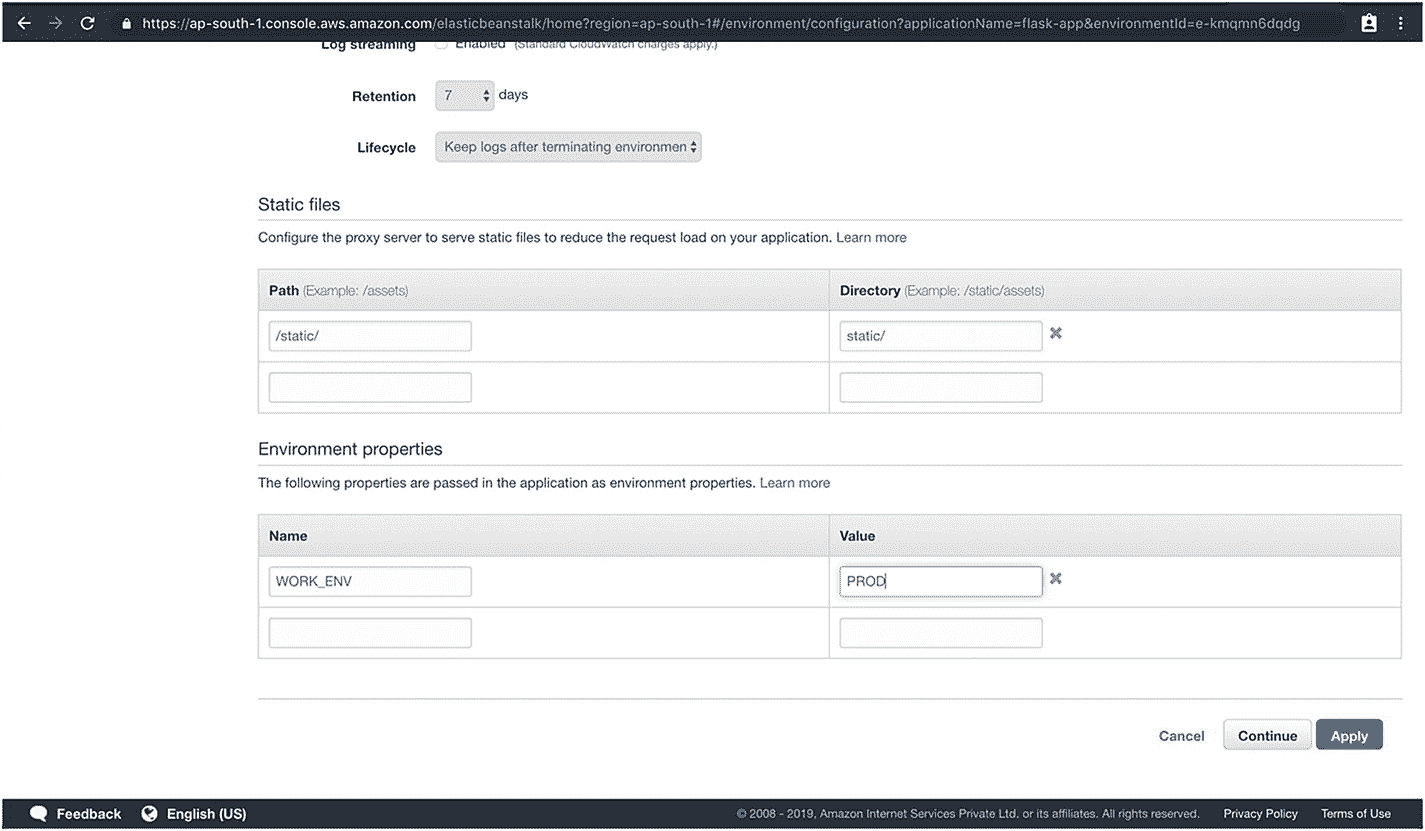 https://ap-south-1.console.aws.amazon.com/elasticbeanstalk/home?region=ap-south-1#/environment/configuration?applicationName=flask-app&environmentId=e-kmqmn6dqdg
Log streaming Enabled (Standard CloudWatch charges apply.)
Retention 7 days
Lifecycle Keep logs after terminating environmen
Static files
Configure the proxy server to serve static files to reduce the request load on your application. Learn more
Path (Example: /assets) Directory (Example: /static/assets)
/static/ static/
Environment properties
The following properties are passed in the application as environment properties. Learn more
Name Value
WORK_ENV PROD
Cancel Continue Apply
Feedback English (US) © 2008 - 2019, Amazon Internet Services Private Ltd. or its affiliates. All rights reserved. Privacy Policy Terms of Use